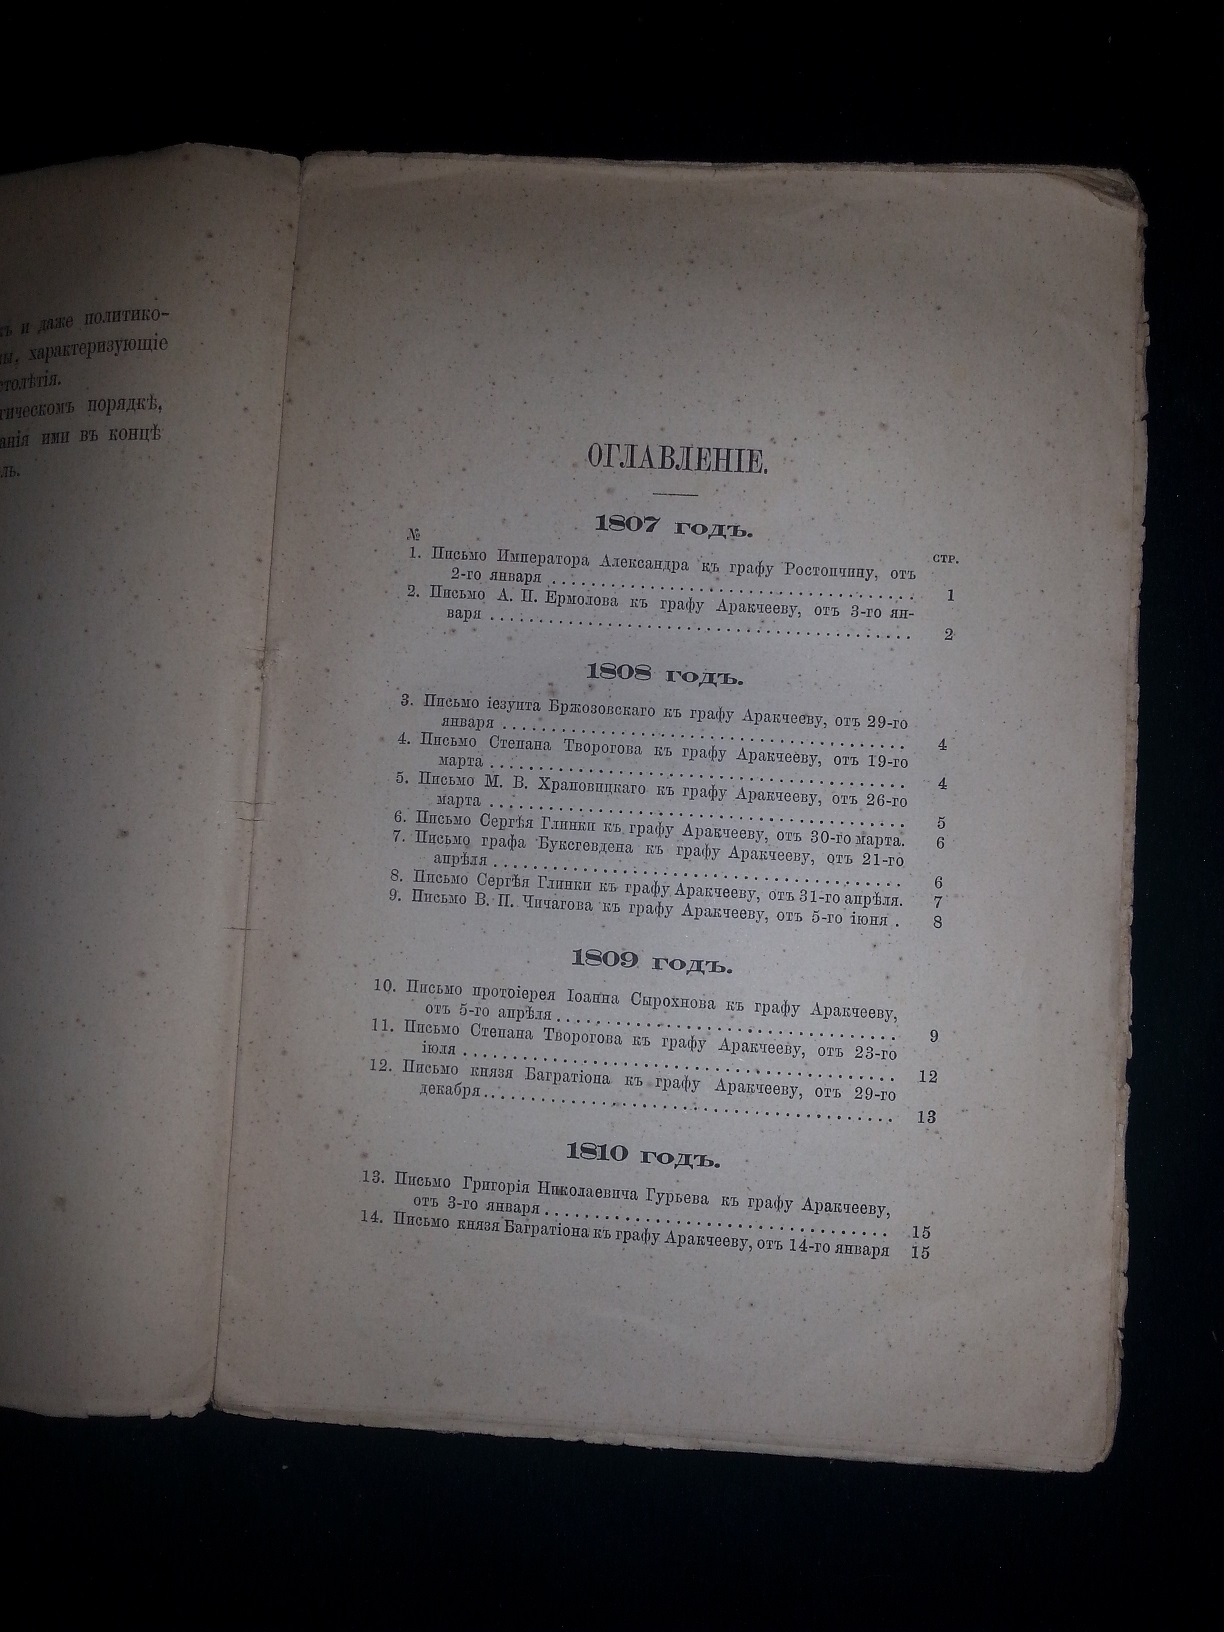 и даже политико-
характеризующіе
столѣтія.
порядкѣ,
ими въ концѣ
ОГЛАВЛЕНІЕ.
1807 годъ.
№ СТР.
1. Письмо Императора Александра къ графу Ростопчину, отъ
2-го января . . . . . . . . . . . . . . . . . . . . 1
2. Письмо А. П. Ермолова къ графу Аракчееву, отъ 3-го ян-
варя . . . . . . . . . . . . . . . . . . . . 2
1808 годъ.
3. Письмо іезуита Бржозовскаго къ графу Аракчееву, отъ 29-го
января . . . . . . . . . . . . . . . . . . . . 4
4. Письмо Степана Творогова къ графу Аракчееву, отъ 19-го
марта . . . . . . . . . . . . . . . . . . . . 4
5. Письмо М. В. Храповицкаго къ графу Аракчееву, отъ 26-го
марта . . . . . . . . . . . . . . . . . . . . 5
6. Письмо Сергѣя Глинки къ графу Аракчееву, отъ 30-го марта. 6
7. Письмо графа Буксгевдена къ графу Аракчееву, отъ 21-го
апрѣля . . . . . . . . . . . . . . . . . . . . 6
8. Письмо Сергѣя Глинки къ графу Аракчееву, отъ 31-го апрѣля. 7
9. Письмо В. П. Чичагова къ графу Аракчееву, отъ 5-го іюня . 8
1809 годъ.
10. Письмо протоіерея Іоанна Сырохнова къ графу Аракчееву,
отъ 5-го апрѣля . . . . . . . . . . . . . . . . . . . . 9
11. Письмо Степана Творогова къ графу Аракчееву, отъ 23-го
іюля . . . . . . . . . . . . . . . . . . . . 12
12. Письмо князя Багратіона къ графу Аракчееву, отъ 29-го
декабря . . . . . . . . . . . . . . . . . . . . 13
1810 годъ.
13. Письмо Григорія Николаевича Гурьева къ графу Аракчееву,
отъ 3-го января . . . . . . . . . . . . . . . . . . . . 15
14. Письмо князя Багратіона къ графу Аракчееву, отъ 14-го января 15